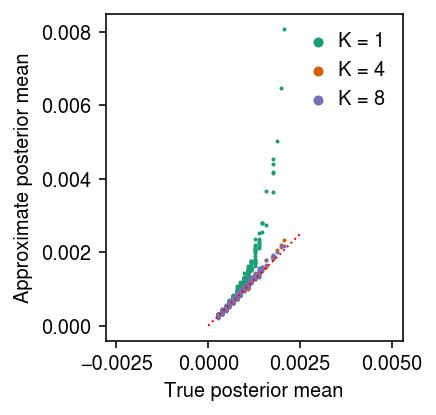 0.008
0.006
0.004
0.002
0.000
−0.0025 0.0000 0.0025 0.0050
Approximate posterior mean
True posterior mean
K = 1
K = 4
K = 8